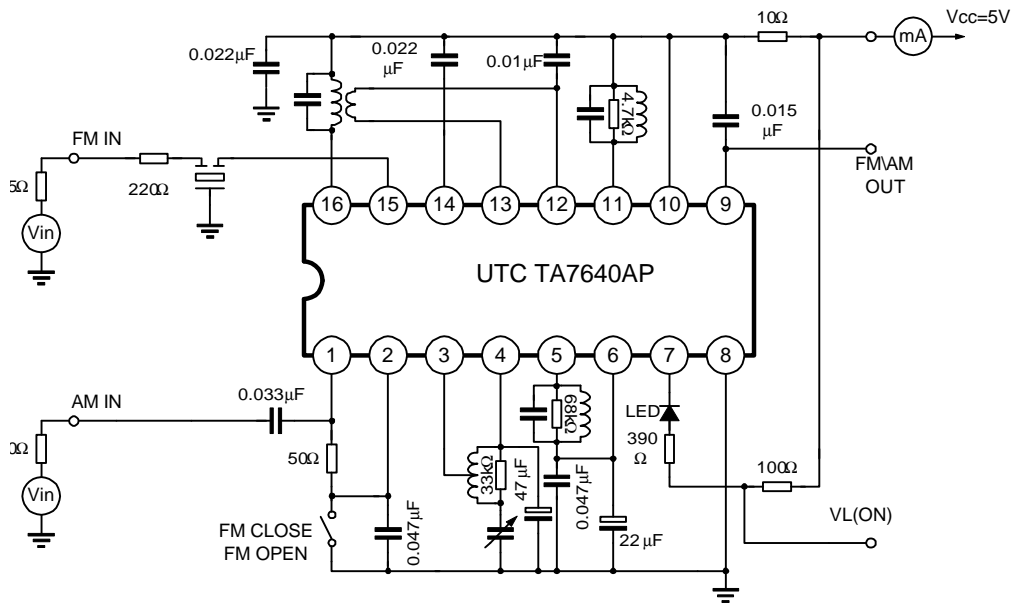 10Ω
Vcc=5V
mA
0.022μF
0.022
μF
0.01μF
4.7kΩ
0.015
μF
FM IN
FM\AM
OUT
5Ω
220Ω
16
15
14
13
12
11
10
9
Vin
UTC TA7640AP
1
2
3
4
5
6
7
8
0.033μF
AM IN
LED
68kΩ
390
Ω
0Ω
50Ω
33kΩ
47μF
0.047μF
100Ω
Vin
0.047μF
VL(ON)
FM CLOSE
FM OPEN
22μF